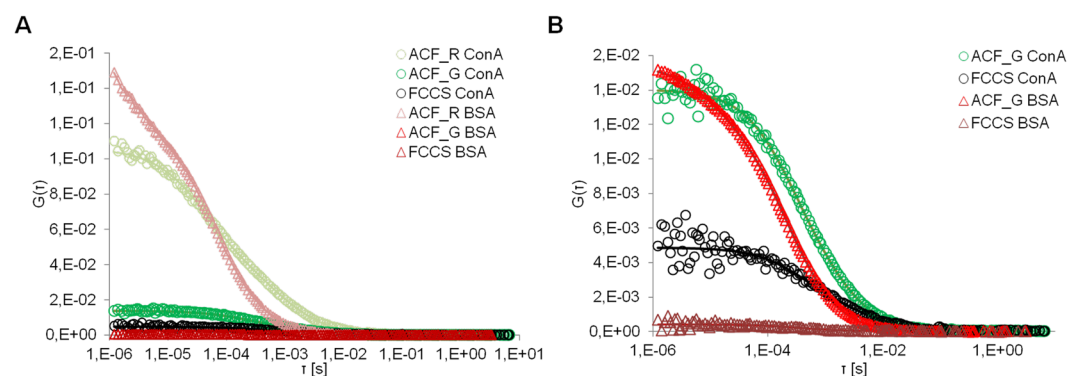 A
2,E-01
1,E-01
1,E-01
8,E-02
6,E-02
4,E-02
2,E-02
0,E+00
G(τ)
1,E-06
1,E-05
1,E-04
1,E-03
1,E-02
1,E-01
1,E+00
1,E+01
τ [s]
ACF_R ConA
ACF_G ConA
FCCS ConA
ACF_R BSA
ACF_G BSA
FCCS BSA
B
2,E-02
1,E-02
1,E-02
8,E-03
6,E-03
4,E-03
2,E-03
0,E+00
G(τ)
1,E-06
1,E-04
1,E-02
1,E+00
τ [s]
ACF_G ConA
FCCS ConA
ACF_G BSA
FCCS BSA